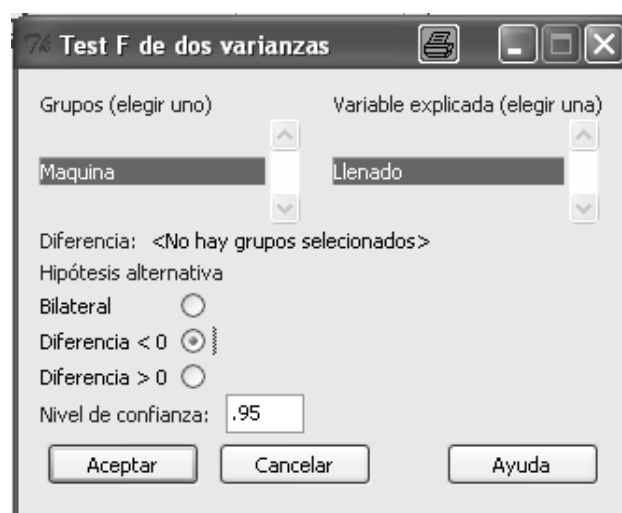 Test F de dos varianzas
Grupos (elegir uno) Variable explicada (elegir una)
Maquina Llenado
Diferencia: <No hay grupos selecionados>
Hipótesis alternativa
Bilateral
Diferencia < 0
Diferencia > 0
Nivel de confianza: .95
Aceptar Cancelar Ayuda